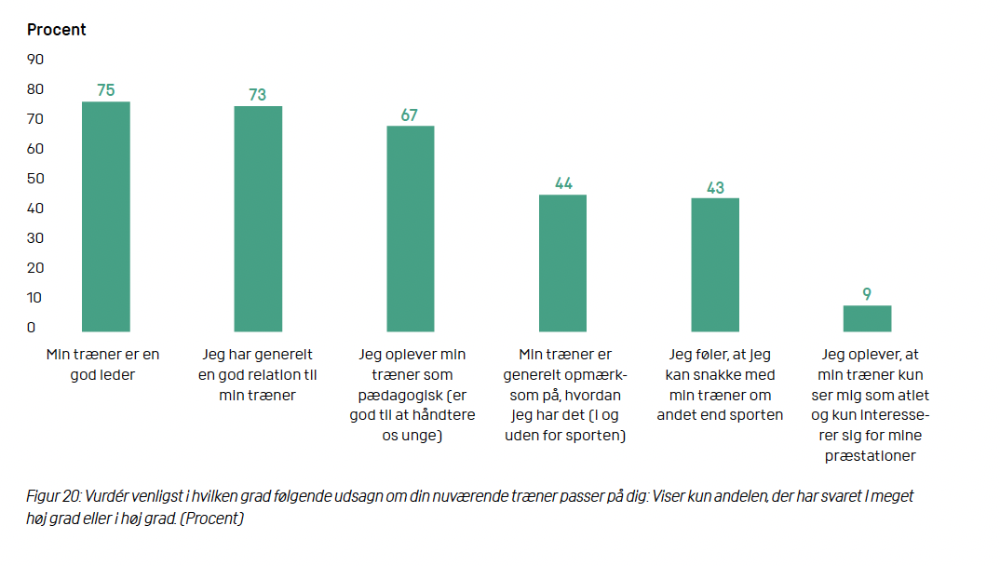 Procent
90
80
70
60
50
40
30
20
10
0
75
73
67
44
43
9
Min træner er en
god leder
Jeg har generelt
en god relation til
min træner
Jeg oplever min
træner som
pædagogisk (er
god til at håndtere
os unge)
Min træner er
generelt opmærk-
som på, hvordan
jeg har det (i og
uden for sporten)
Jeg føler, at jeg
kan snakke med
min træner om
andet end sporten
Jeg oplever, at
min træner kun
ser mig som atlet
og kun interesse-
rer sig for mine
præstationer
Figur 20: Vurdér venligst i hvilken grad følgende udsagn om din nuværende træner passer på dig: Viser kun andelen, der har svaret I meget
høj grad eller i høj grad. (Procent)